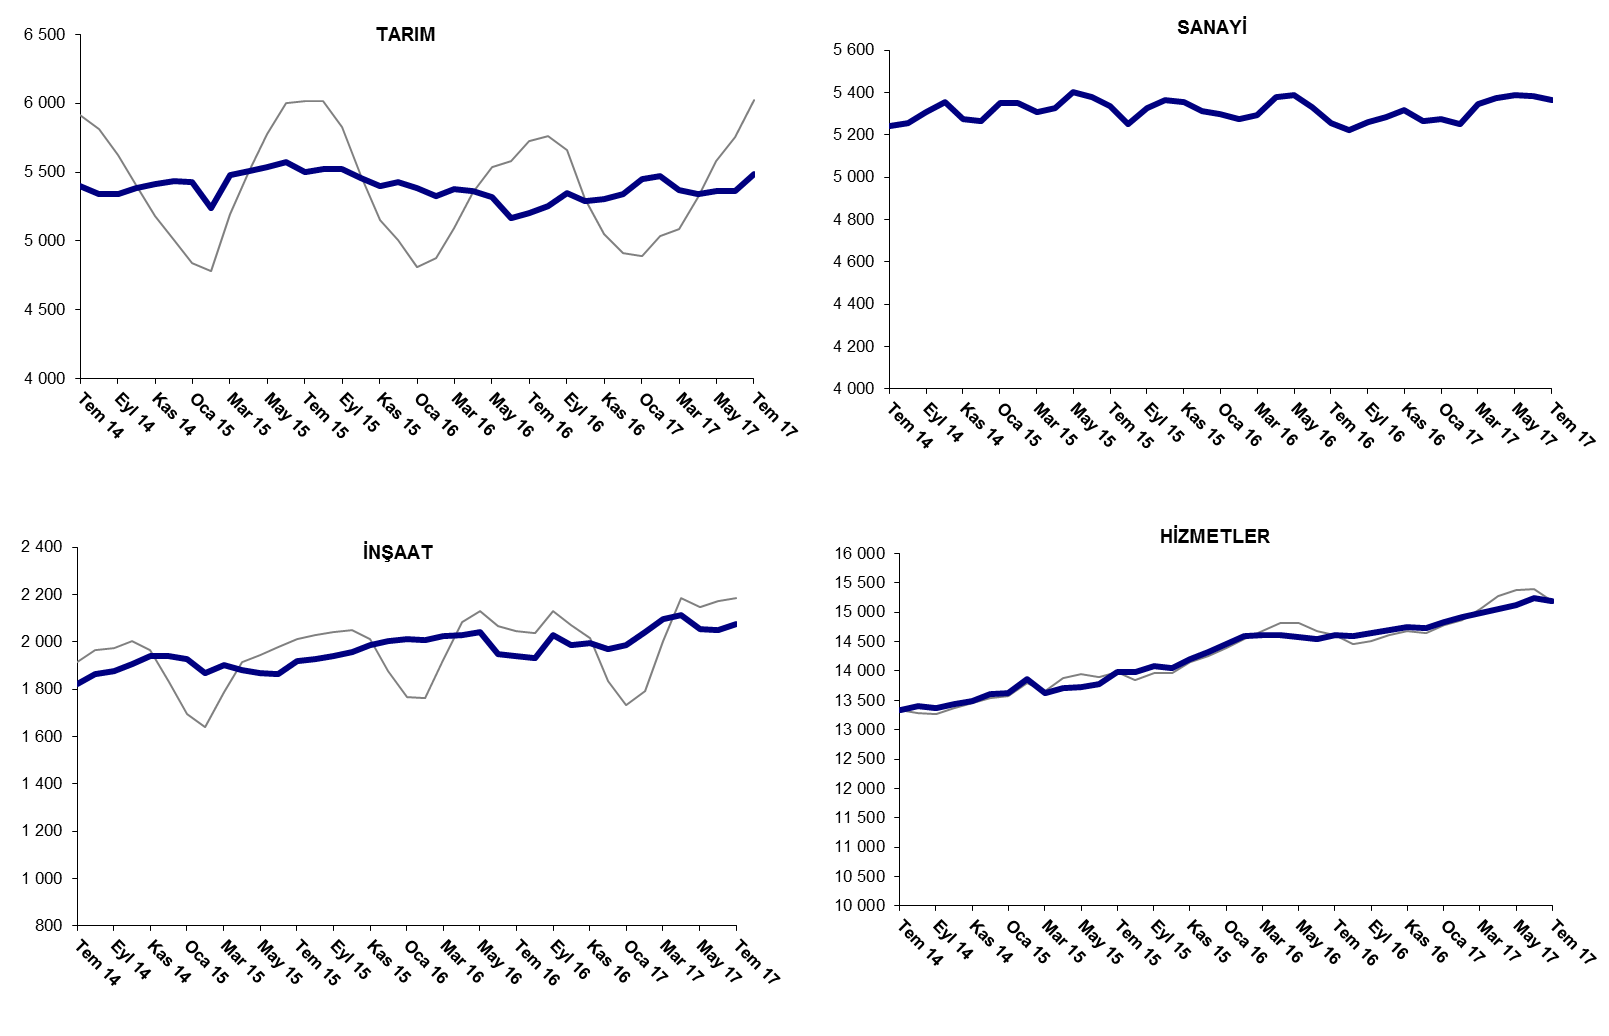 TARIM
6 500
6 000
5 500
5 000
4 500
4 000
Tem 14
Eyl 14
Kas 14
Oca 15
Mar 15
May 15
Tem 15
Eyl 15
Kas 15
Oca 16
Mar 16
May 16
Tem 16
Eyl 16
Kas 16
Oca 17
Mar 17
May 17
Tem 17
SANAYİ
5 600
5 400
5 200
5 000
4 800
4 600
4 400
4 200
4 000
Tem 14
Eyl 14
Kas 14
Oca 15
Mar 15
May 15
Tem 15
Eyl 15
Kas 15
Oca 16
Mar 16
May 16
Tem 16
Eyl 16
Kas 16
Oca 17
Mar 17
May 17
Tem 17
İNŞAAT
2 400
2 200
2 000
1 800
1 600
1 400
1 200
1 000
800
Tem 14
Eyl 14
Kas 14
Oca 15
Mar 15
May 15
Tem 15
Eyl 15
Kas 15
Oca 16
Mar 16
May 16
Tem 16
Eyl 16
Kas 16
Oca 17
Mar 17
May 17
Tem 17
HİZMETLER
16 000
15 500
15 000
14 500
14 000
13 500
13 000
12 500
12 000
11 500
11 000
10 500
10 000
Tem 14
Eyl 14
Kas 14
Oca 15
Mar 15
May 15
Tem 15
Eyl 15
Kas 15
Oca 16
Mar 16
May 16
Tem 16
Eyl 16
Kas 16
Oca 17
Mar 17
May 17
Tem 17